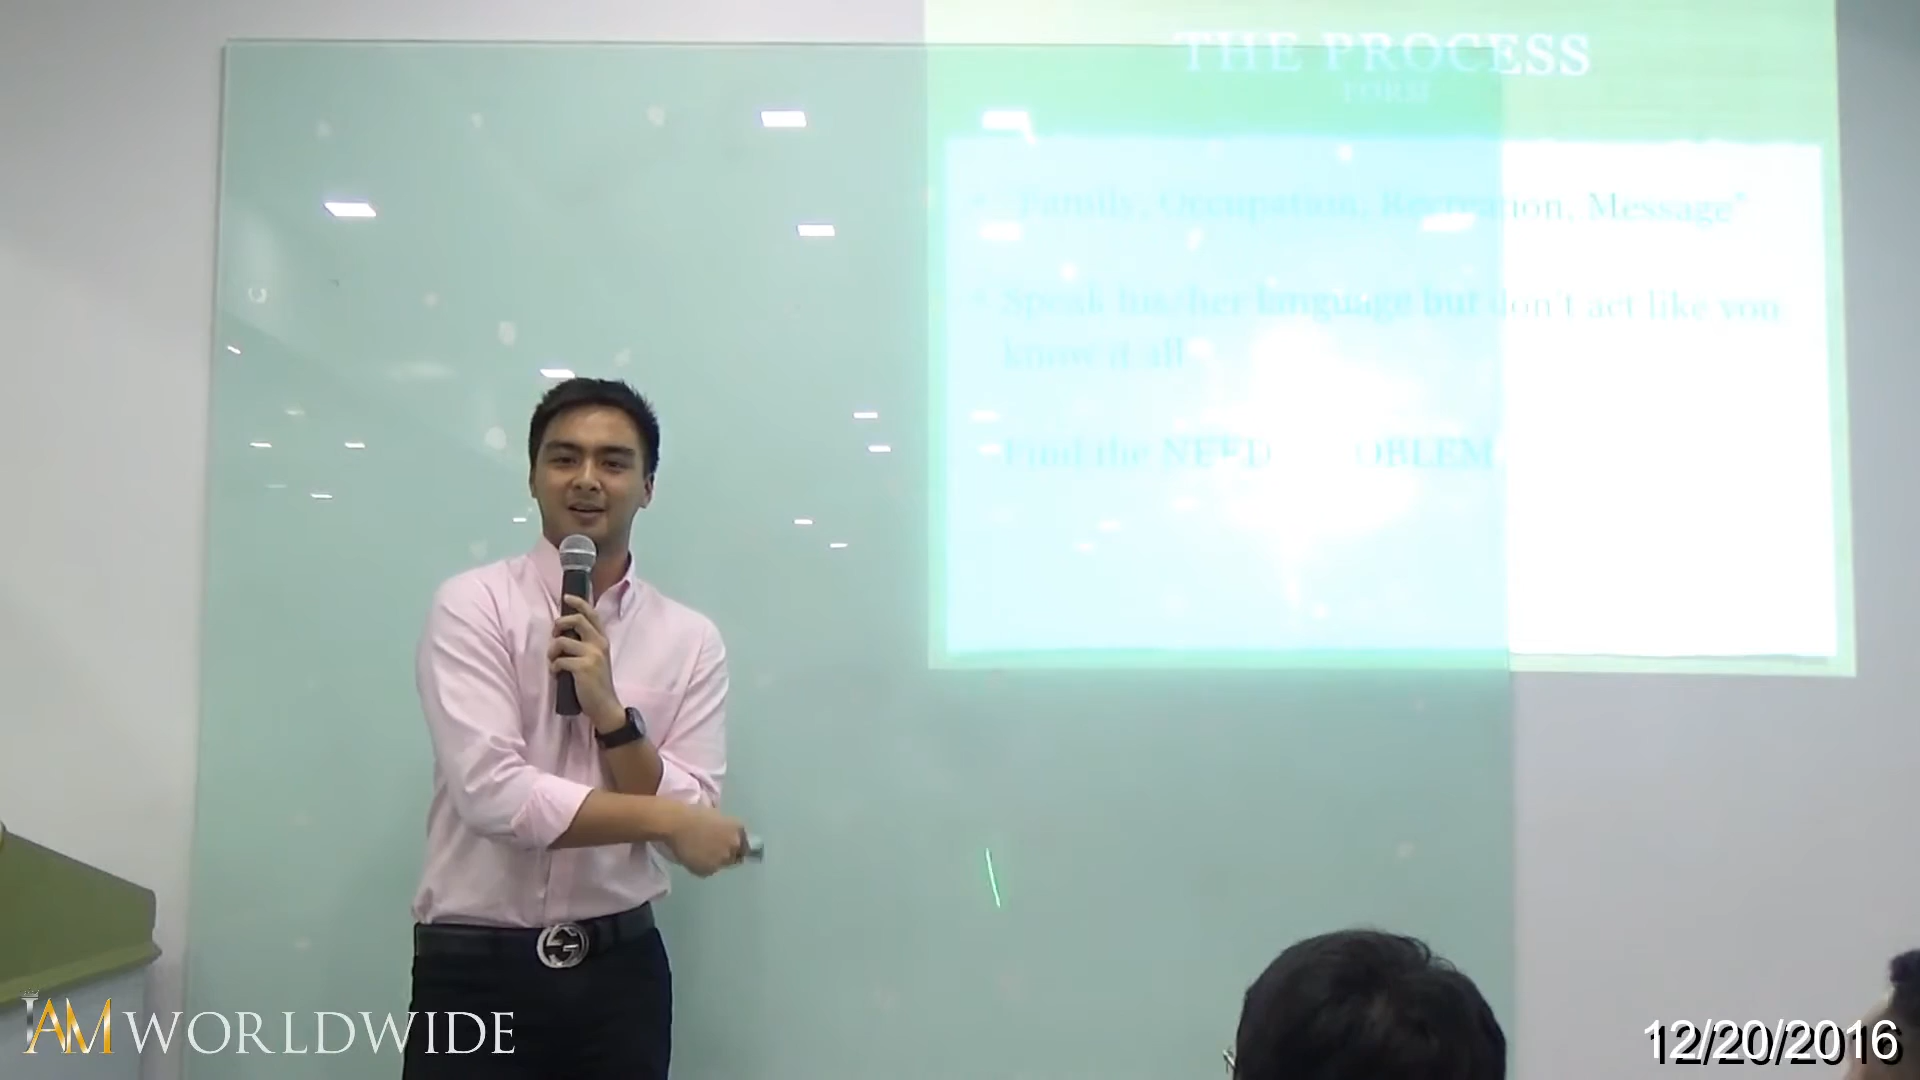 THE PROCESS
FORM
"Family, Occupation, Recreation, Message"
Speak his/her language but don't act like you
know it all
Find the NEED PROBLEM
IAM WORLDWIDE
12/20/2016